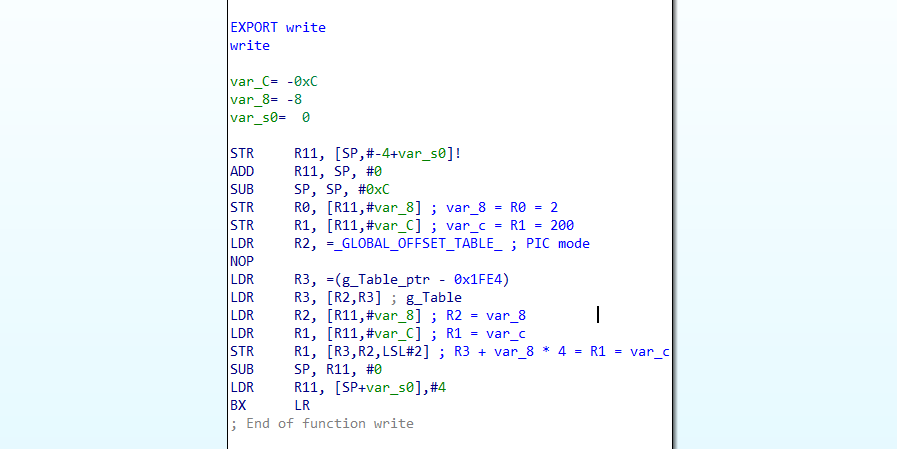 EXPORT write
write
var_C= -0xC
var_8= -8
var_s0=  0
STR     R11, [SP,#-4+var_s0]!
ADD     R11, SP, #0
SUB     SP, SP, #0xC
STR     R0, [R11,#var_8] ; var_8 = R0 = 2
STR     R1, [R11,#var_C] ; var_c = R1 = 200
LDR     R2, =_GLOBAL_OFFSET_TABLE_ ; PIC mode
NOP
LDR     R3, =(g_Table_ptr - 0x1FE4)
LDR     R3, [R2,R3] ; g_Table
LDR     R2, [R11,#var_8] ; R2 = var_8
LDR     R1, [R11,#var_C] ; R1 = var_c
STR     R1, [R3,R2,LSL#2] ; R3 + var_8 * 4 = R1 = var_c
SUB     SP, R11, #0
LDR     R11, [SP+var_s0],#4
BX      LR
; End of function write